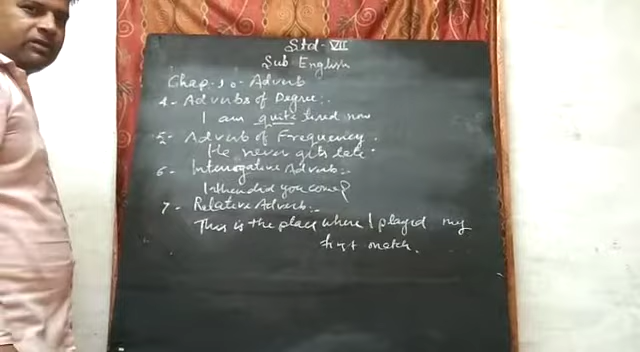 Std - VII
Sub English
Chap - 10 - Adverb
4 - Adverbs of Degree :-
I am quite tired now
5 - Adverb of Frequency .
He never gets late .
6 - Interrogative Adverb :-
When did you come ?
7 - Relative Adverb :-
This is the place where I played my
first match .